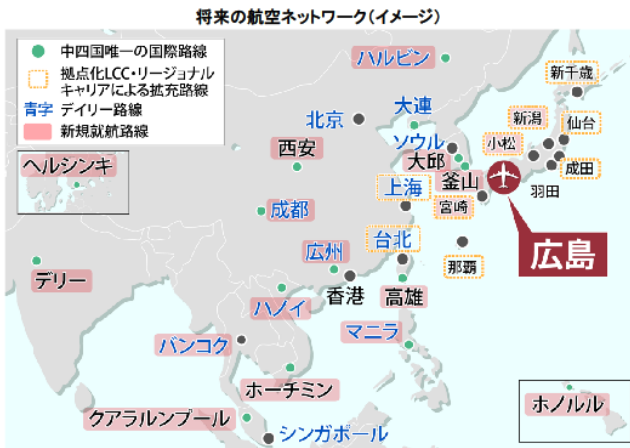 将来の航空ネットワーク(イメージ)
中四国唯一の国際路線
拠点化LCC・リージョナル
キャリアによる拡充路線
青字 デイリー路線
新規就航路線
ハルビン
新千歳
北京
大連
新潟
仙台
ソウル
小松
西安
大邱
成田
ヘルシンキ
釜山
羽田
上海
宮崎
成都
広島
広州
台北
那覇
デリー
香港
高雄
ハノイ
マニラ
バンコク
ホーチミン
ホノルル
クアラルンプール
シンガポール